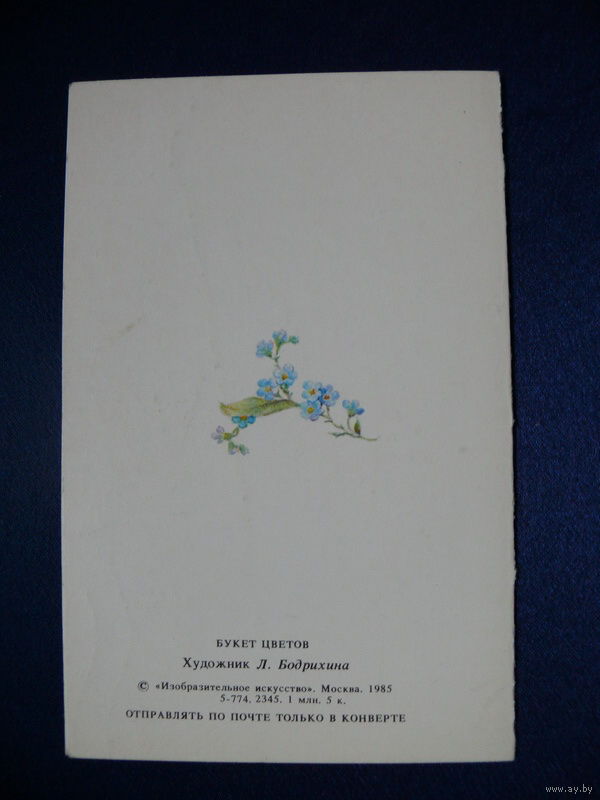 БУКЕТ ЦВЕТОВ
Художник Л. Бодрихина
© «Изобразительное искусство». Москва. 1985
5-774. 2345. 1 млн. 5 к.
ОТПРАВЛЯТЬ ПО ПОЧТЕ ТОЛЬКО В КОНВЕРТЕ
www.ay.by